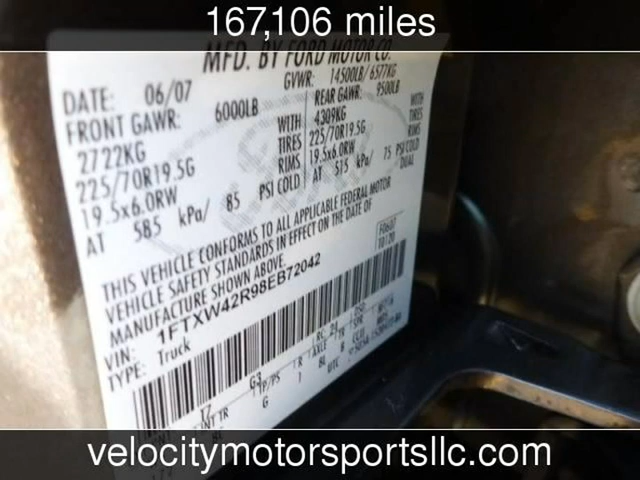 167,106 miles
MFD. BY FORD MOTOR CO.
DATE: 06/07
GVWR: 14500LB/ 6577KG
FRONT GAWR: 6000LB
REAR GAWR: 9500LB
2722KG WITH
4309KG WITH
225/70R19.5G TIRES
225/70R19.5G TIRES
19.5x6.0RW RIMS
19.5x6.0RW RIMS
AT 585 kPa/ 85 PSI COLD
AT 515 kPa/ 75 PSI COLD
DUAL
THIS VEHICLE CONFORMS TO ALL APPLICABLE FEDERAL MOTOR
VEHICLE SAFETY STANDARDS IN EFFECT ON THE DATE OF
MANUFACTURE SHOWN ABOVE.
VIN: 1FTXW42R98EB72042
TYPE: Truck
velocitymotorsportsllc.com